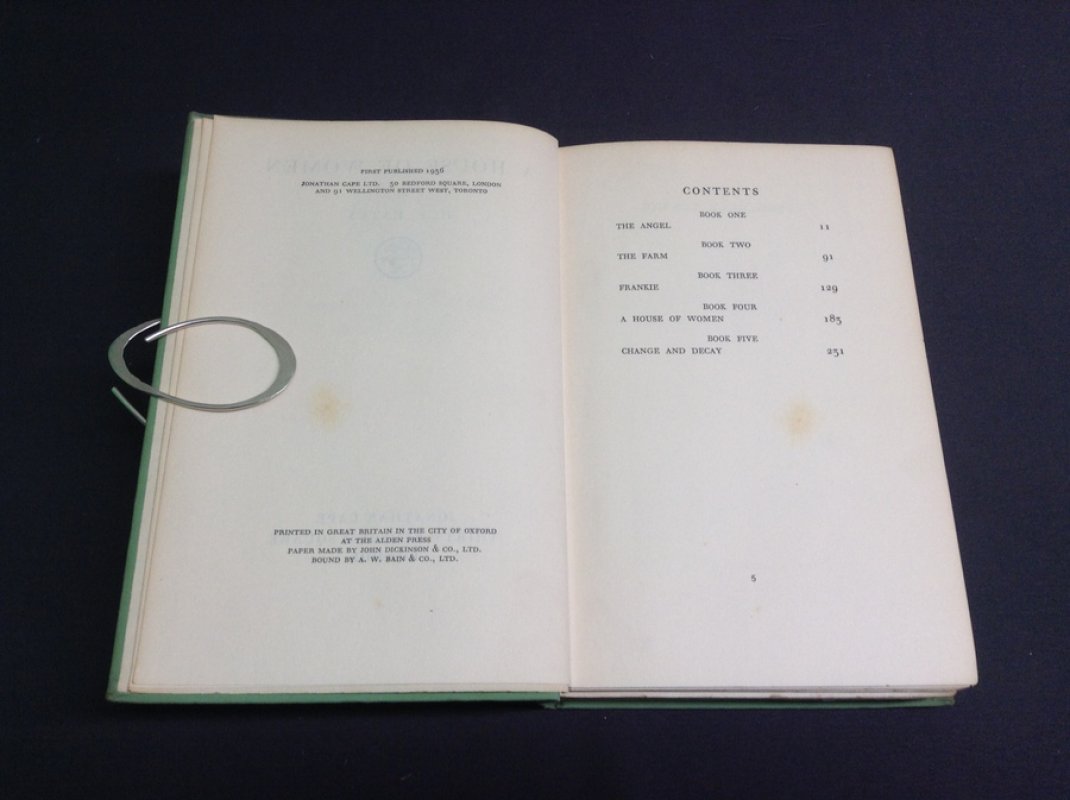 FIRST PUBLISHED 1936
JONATHAN CAPE LTD. 30 BEDFORD SQUARE, LONDON
AND 91 WELLINGTON STREET WEST, TORONTO
PRINTED IN GREAT BRITAIN IN THE CITY OF OXFORD
AT THE ALDEN PRESS
PAPER MADE BY JOHN DICKINSON & CO., LTD.
BOUND BY A. W. BAIN & CO., LTD.
CONTENTS
BOOK ONE
THE ANGEL 11
BOOK TWO
THE FARM 91
BOOK THREE
FRANKIE 129
BOOK FOUR
A HOUSE OF WOMEN 183
BOOK FIVE
CHANGE AND DECAY 251
5